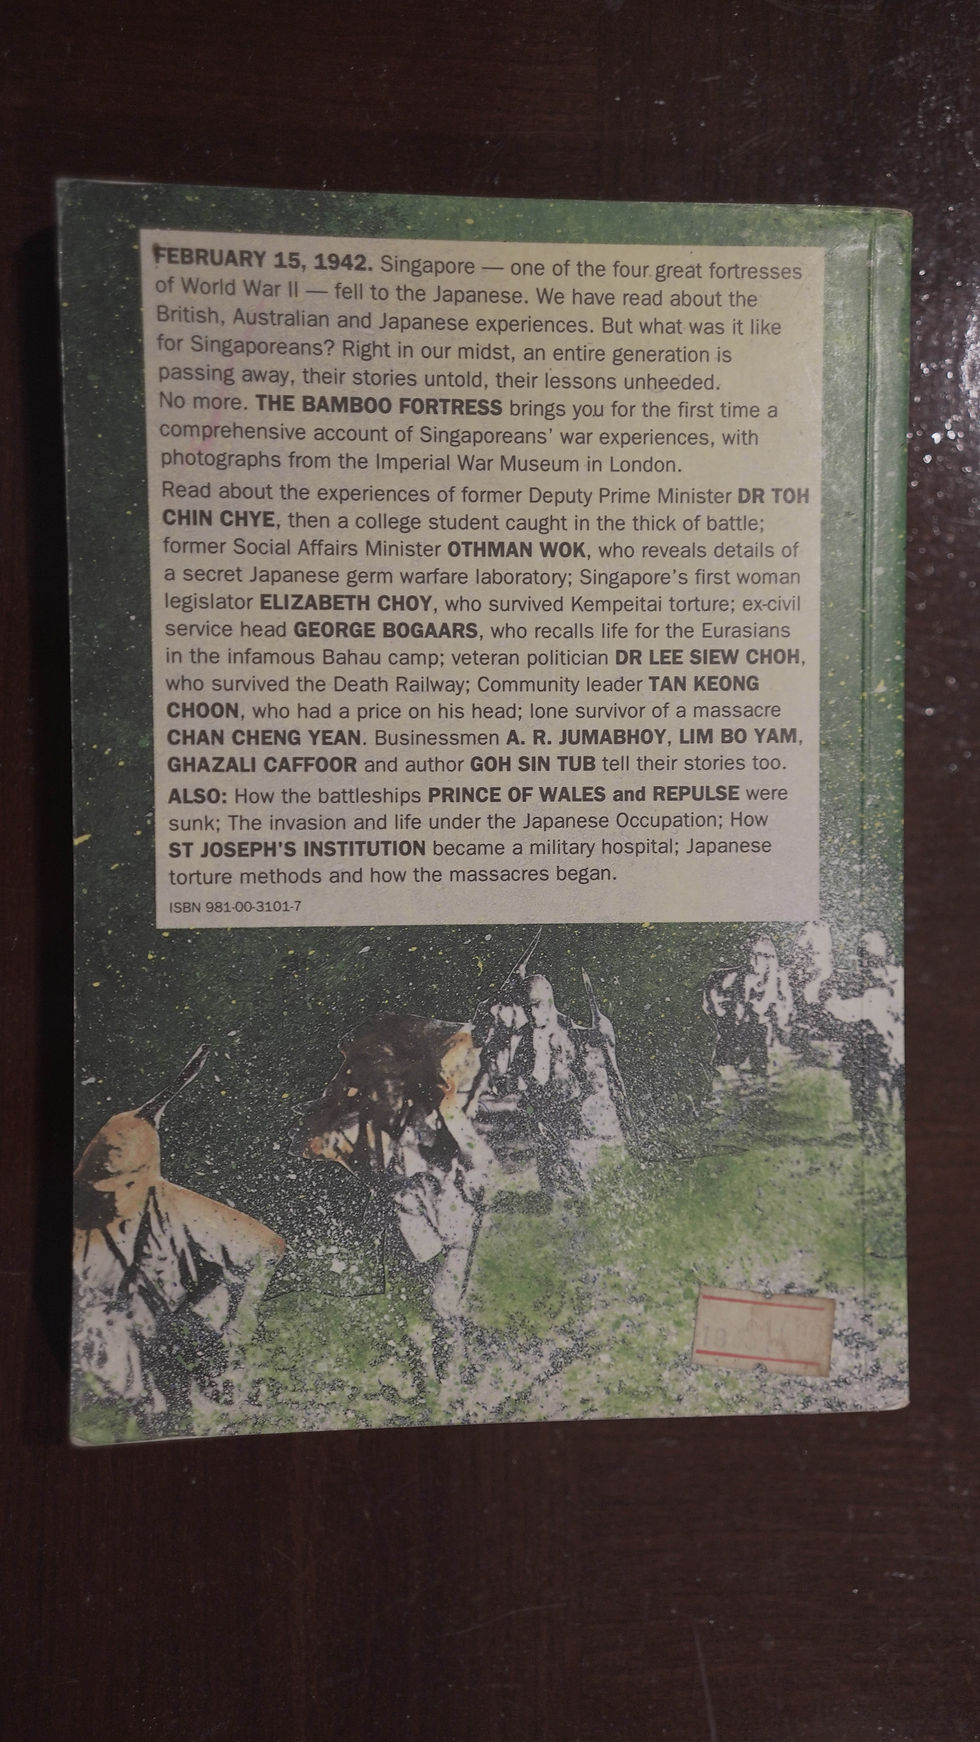 FEBRUARY 15, 1942. Singapore — one of the four great fortresses
of World War II — fell to the Japanese. We have read about the
British, Australian and Japanese experiences. But what was it like
for Singaporeans? Right in our midst, an entire generation is
passing away, their stories untold, their lessons unheeded.
No more. THE BAMBOO FORTRESS brings you for the first time a
comprehensive account of Singaporeans' war experiences, with
photographs from the Imperial War Museum in London.
Read about the experiences of former Deputy Prime Minister DR TOH
CHIN CHYE, then a college student caught in the thick of battle;
former Social Affairs Minister OTHMAN WOK, who reveals details of
a secret Japanese germ warfare laboratory; Singapore's first woman
legislator ELIZABETH CHOY, who survived Kempeitai torture; ex-civil
service head GEORGE BOGAARS, who recalls life for the Eurasians
in the infamous Bahau camp; veteran politician DR LEE SIEW CHOH,
who survived the Death Railway; Community leader TAN KEONG
CHOON, who had a price on his head; lone survivor of a massacre
CHAN CHENG YEAN. Businessmen A. R. JUMABHOY, LIM BO YAM,
GHAZALI CAFFOOR and author GOH SIN TUB tell their stories too.
ALSO: How the battleships PRINCE OF WALES and REPULSE were
sunk; The invasion and life under the Japanese Occupation; How
ST JOSEPH'S INSTITUTION became a military hospital; Japanese
torture methods and how the massacres began.
ISBN 981-00-3101-7